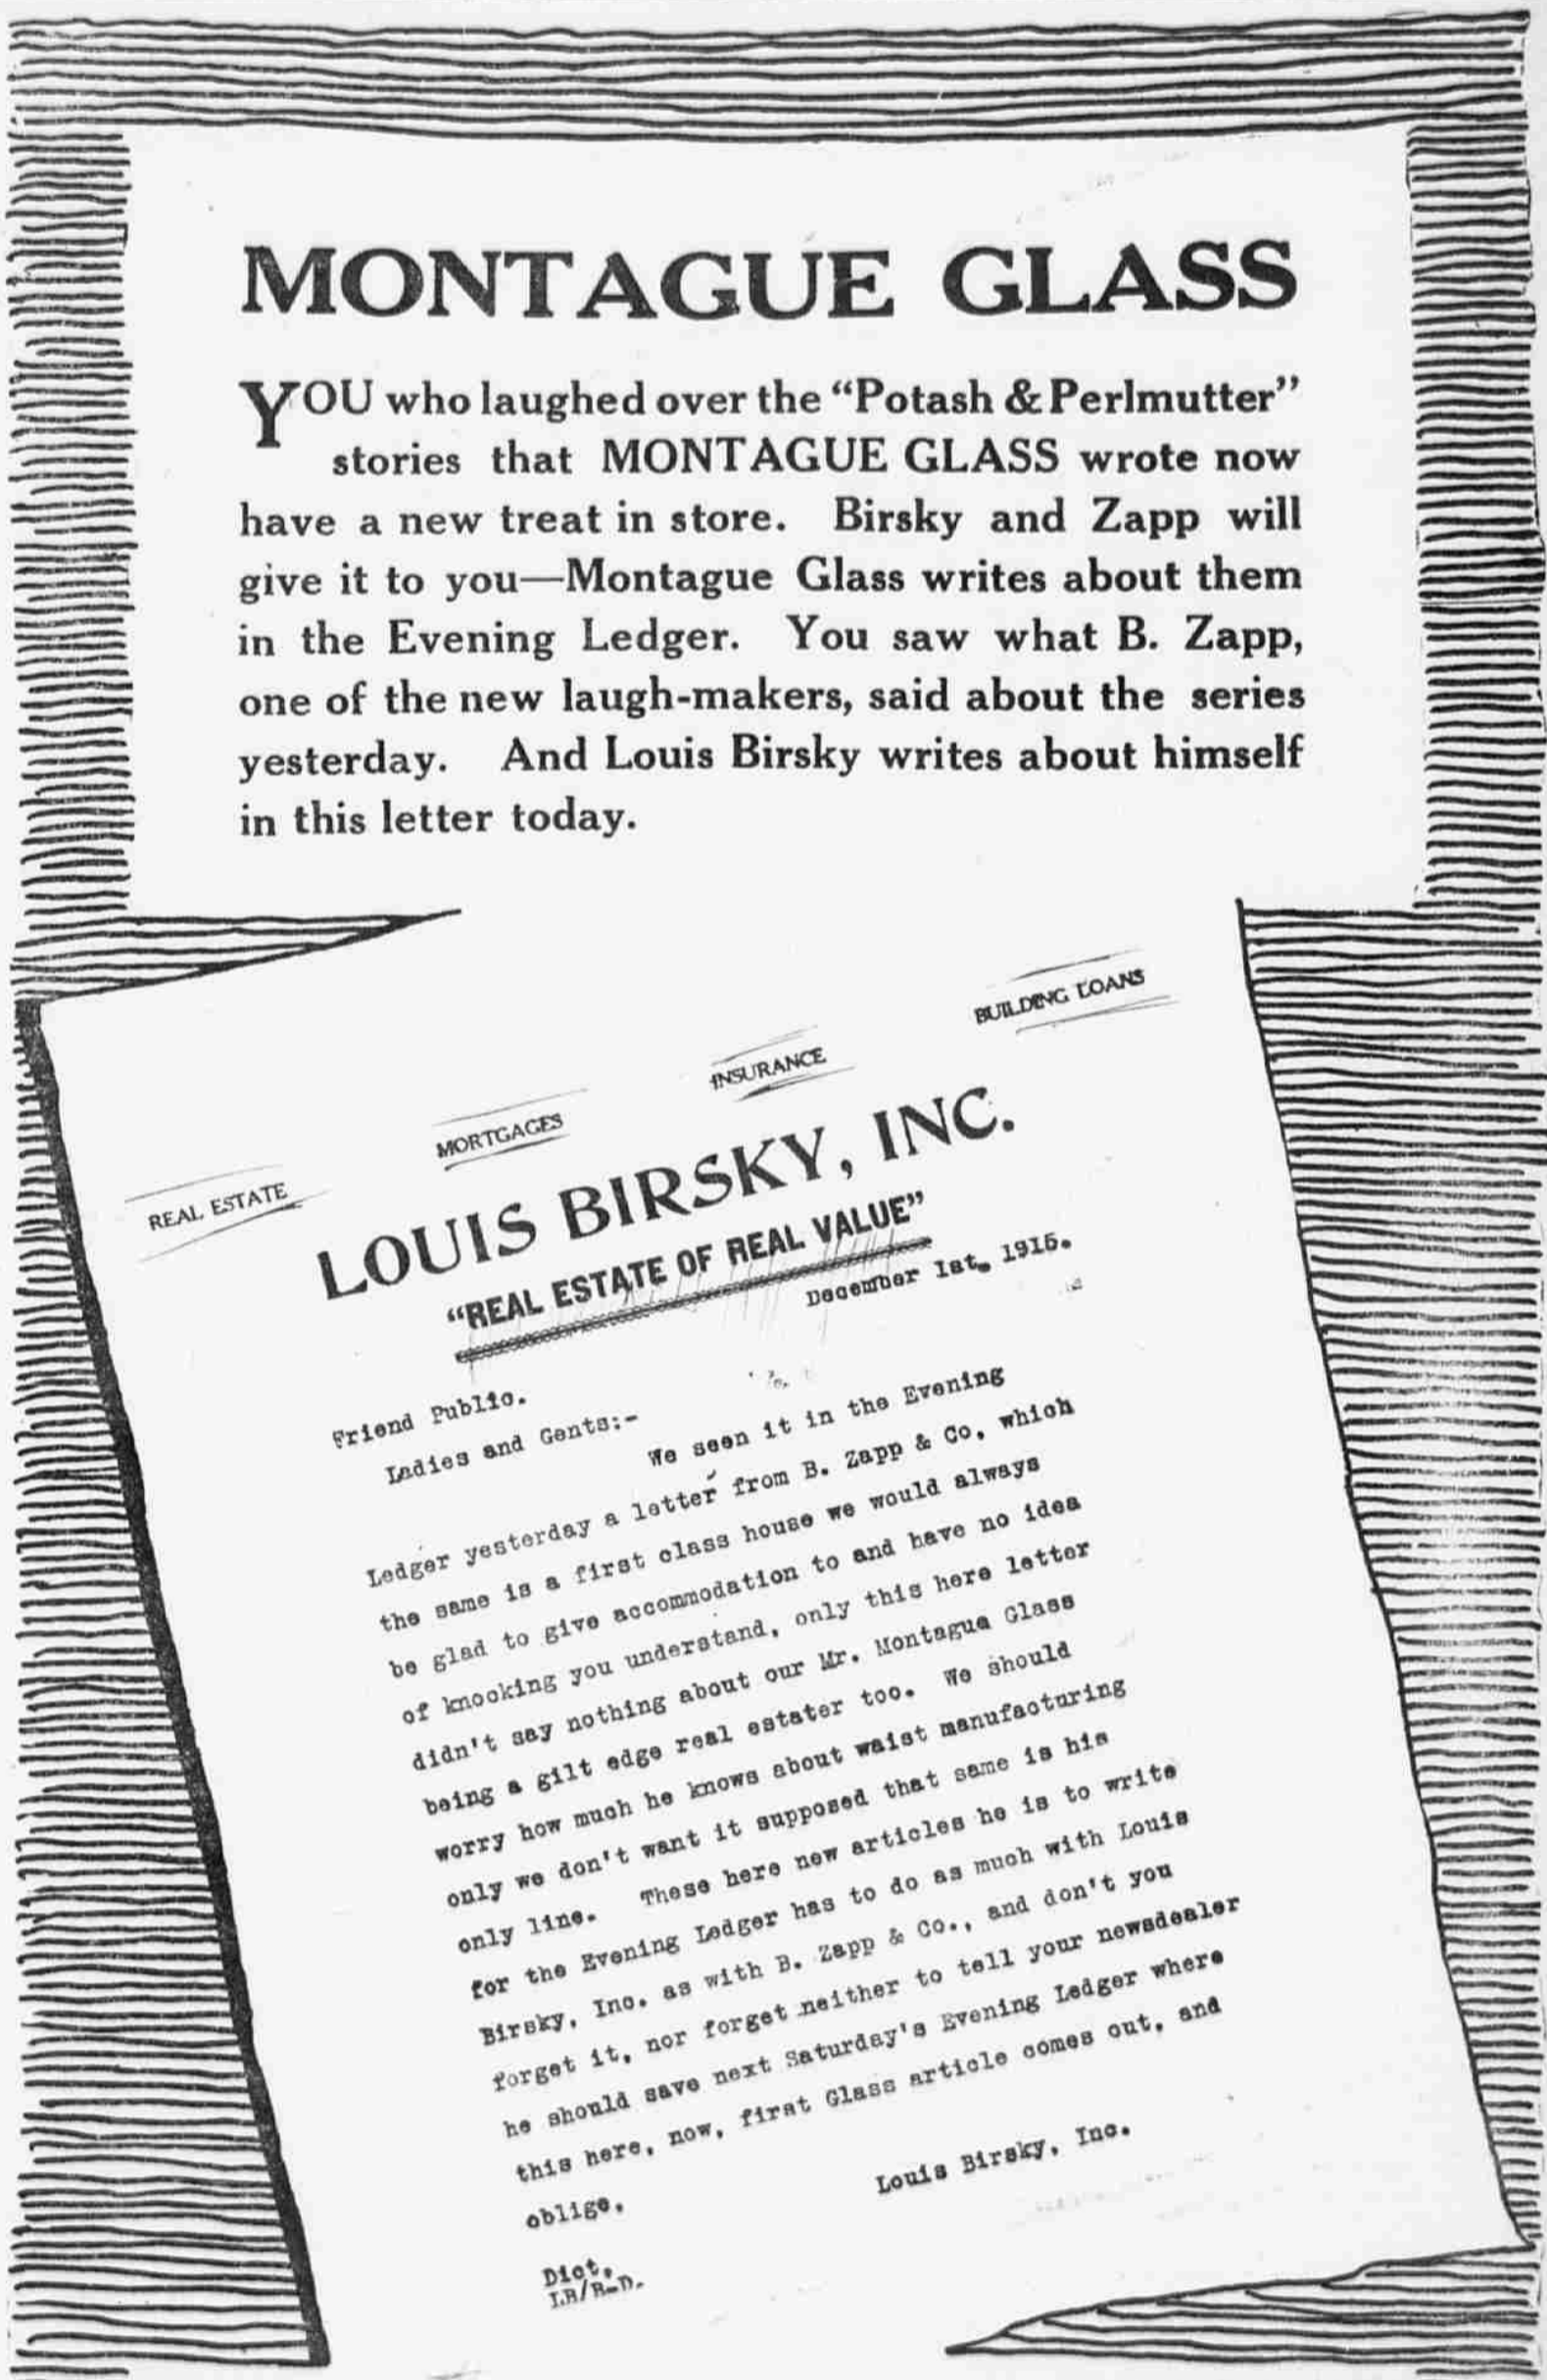 MONTAGUE GLASS
YOU who laughed over the “Potash & Perlmutter”
stories that MONTAGUE GLASS wrote now
have a new treat in store. Birsky and Zapp will
give it to you—Montague Glass writes about them
in the Evening Ledger. You saw what B. Zapp,
one of the new laugh-makers, said about the series
yesterday. And Louis Birsky writes about himself
in this letter today.
REAL ESTATE
MORTGAGES
INSURANCE
BUILDING LOANS
LOUIS BIRSKY, INC.
“REAL ESTATE OF REAL VALUE”
December 1st. 1915.
Friend Public.
Ladies and Gents:-
We seen it in the Evening
Ledger yesterday a letter from B. Zapp & Co. which
the same is a first class house we would always
be glad to give accommodation to and have no idea
of knocking you understand, only this here letter
didn't say nothing about our Mr. Montague Glass
being a gilt edge real estater too. We should
worry how much he knows about waist manufacturing
only we don't want it supposed that same is his
only line. These here new articles he is to write
for the Evening Ledger has to do as much with Louis
Birsky, Inc. as with B. Zapp & Co., and don't you
forget it, nor forget neither to tell your newsdealer
he should save next Saturday's Evening Ledger where
this here, now, first Glass article comes out, and
oblige,
Louis Birsky, Inc.
Dict.
LB/R-D.